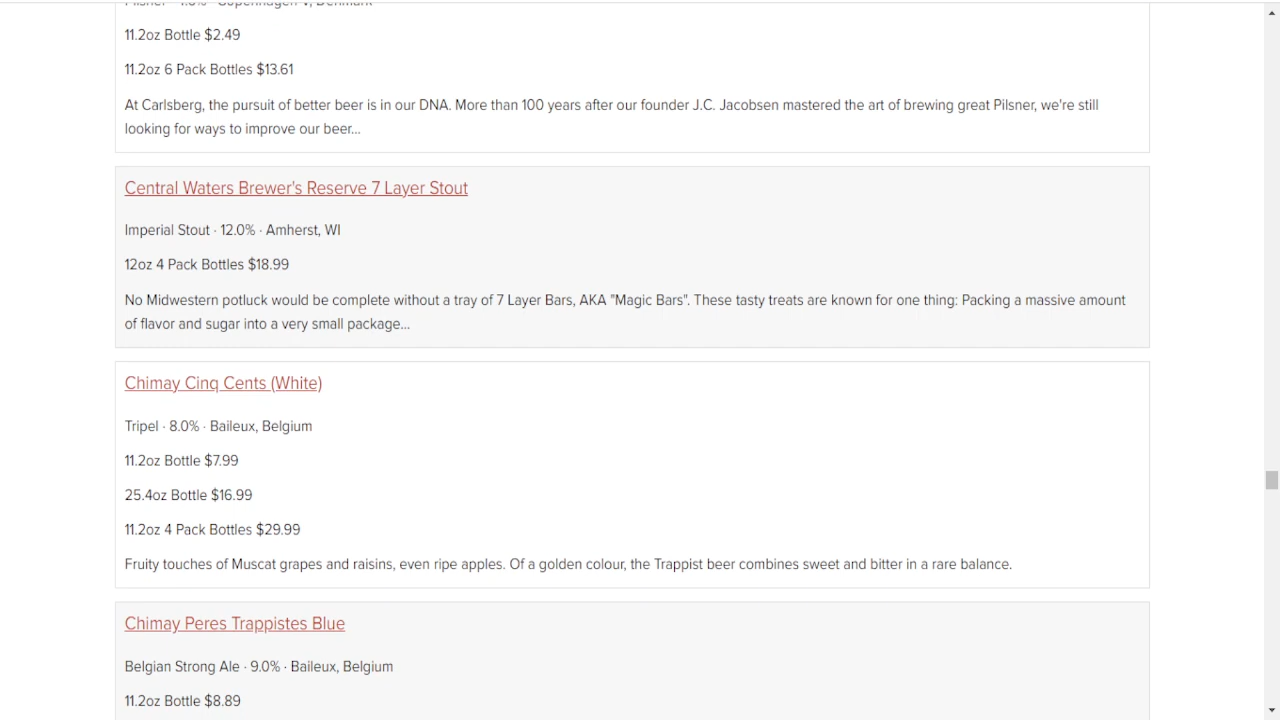 11.2oz Bottle $2.49
11.2oz 6 Pack Bottles $13.61
At Carlsberg, the pursuit of better beer is in our DNA. More than 100 years after our founder J.C. Jacobsen mastered the art of brewing great Pilsner, we're still
looking for ways to improve our beer...
Central Waters Brewer's Reserve 7 Layer Stout
Imperial Stout · 12.0% · Amherst, WI
12oz 4 Pack Bottles $18.99
No Midwestern potluck would be complete without a tray of 7 Layer Bars, AKA "Magic Bars". These tasty treats are known for one thing: Packing a massive amount
of flavor and sugar into a very small package...
Chimay Cinq Cents (White)
Tripel · 8.0% · Baileux, Belgium
11.2oz Bottle $7.99
25.4oz Bottle $16.99
11.2oz 4 Pack Bottles $29.99
Fruity touches of Muscat grapes and raisins, even ripe apples. Of a golden colour, the Trappist beer combines sweet and bitter in a rare balance.
Chimay Peres Trappistes Blue
Belgian Strong Ale · 9.0% · Baileux, Belgium
11.2oz Bottle $8.89